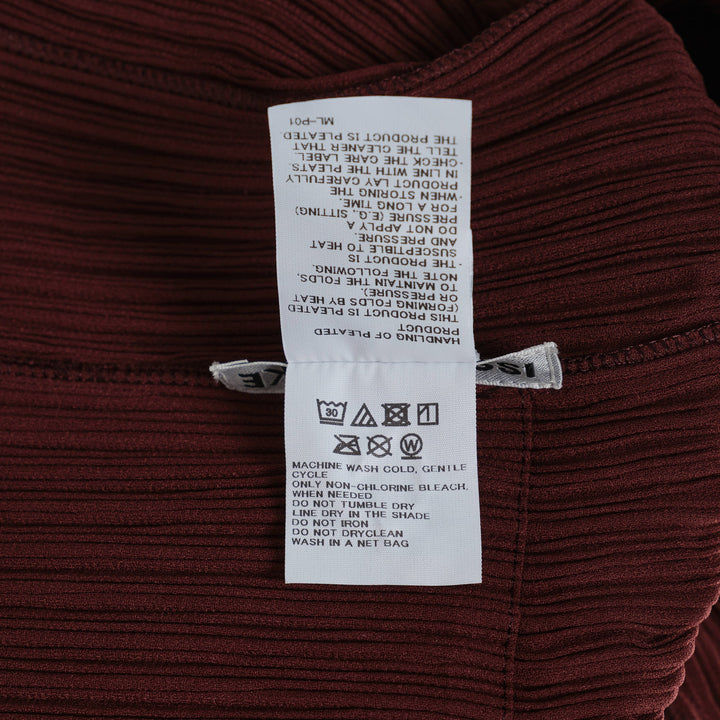 HANDLING OF PLEATED
PRODUCT
THIS PRODUCT IS PLEATED
(FORMING FOLDS BY HEAT
OR PRESSURE)
TO MAINTAIN THE FOLDS,
NOTE THE FOLLOWING.
·THE PRODUCT IS
SUSCEPTIBLE TO HEAT
AND PRESSURE.
DO NOT APPLY A
PRESSURE (E.G., SITTING)
FOR A LONG TIME.
·WHEN STORING THE
PRODUCT LAY CAREFULLY
IN LINE WITH THE PLEATS.
·CHECK THE CARE LABEL.
TELL THE CLEANER THAT
THE PRODUCT IS PLEATED
ML-P01
ISS
KE
30
W
MACHINE WASH COLD, GENTLE
CYCLE
ONLY NON-CHLORINE BLEACH,
WHEN NEEDED
DO NOT TUMBLE DRY
LINE DRY IN THE SHADE
DO NOT IRON
DO NOT DRYCLEAN
WASH IN A NET BAG